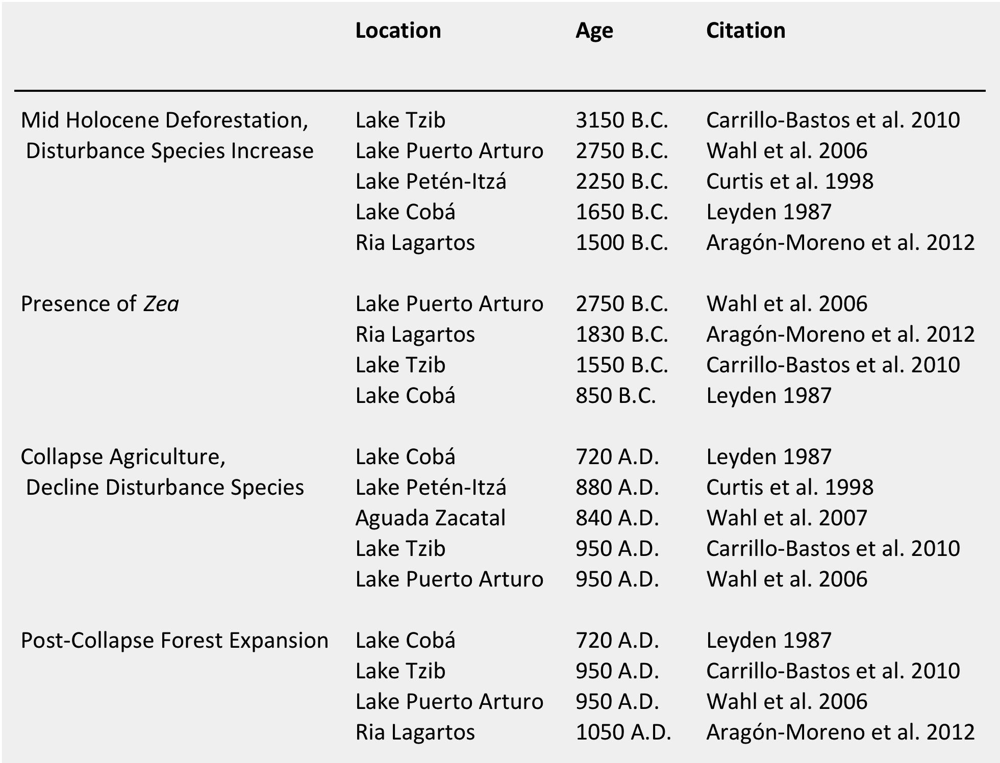 Location Age Citation
Mid Holocene Deforestation, Lake Tzib 3150 B.C. Carrillo-Bastos et al. 2010
Disturbance Species Increase Lake Puerto Arturo 2750 B.C. Wahl et al. 2006
Lake Petén-Itzá 2250 B.C. Curtis et al. 1998
Lake Cobá 1650 B.C. Leyden 1987
Ria Lagartos 1500 B.C. Aragón-Moreno et al. 2012
Presence of Zea Lake Puerto Arturo 2750 B.C. Wahl et al. 2006
Ria Lagartos 1830 B.C. Aragón-Moreno et al. 2012
Lake Tzib 1550 B.C. Carrillo-Bastos et al. 2010
Lake Cobá 850 B.C. Leyden 1987
Collapse Agriculture, Lake Cobá 720 A.D. Leyden 1987
Decline Disturbance Species Lake Petén-Itzá 880 A.D. Curtis et al. 1998
Aguada Zacatal 840 A.D. Wahl et al. 2007
Lake Tzib 950 A.D. Carrillo-Bastos et al. 2010
Lake Puerto Arturo 950 A.D. Wahl et al. 2006
Post-Collapse Forest Expansion Lake Cobá 720 A.D. Leyden 1987
Lake Tzib 950 A.D. Carrillo-Bastos et al. 2010
Lake Puerto Arturo 950 A.D. Wahl et al. 2006
Ria Lagartos 1050 A.D. Aragón-Moreno et al. 2012